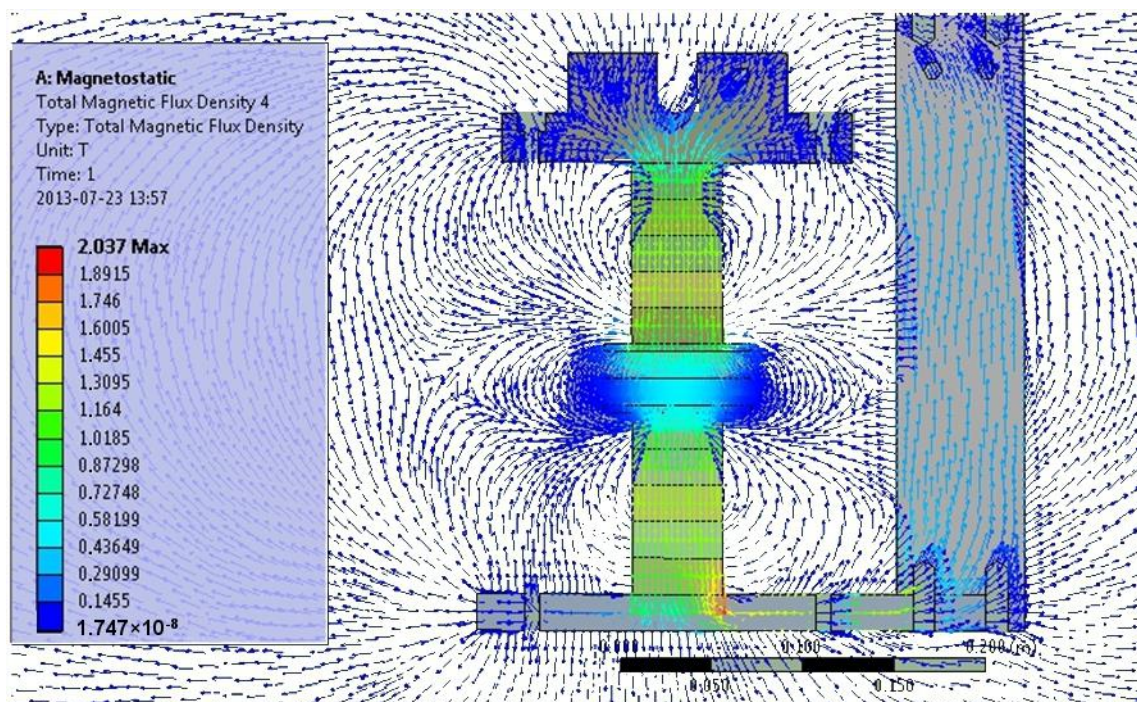 A: Magnetostatic
Total Magnetic Flux Density 4
Type: Total Magnetic Flux Density
Unit: T
Time: 1
2013-07-23 13:57
2.037 Max
1.8915
1.746
1.6005
1.455
1.3095
1.164
1.0185
0.87298
0.72748
0.58199
0.43649
0.29099
0.1455
1.747×10⁻⁸
0.000 0.100 0.200 (m)
0.050 0.150